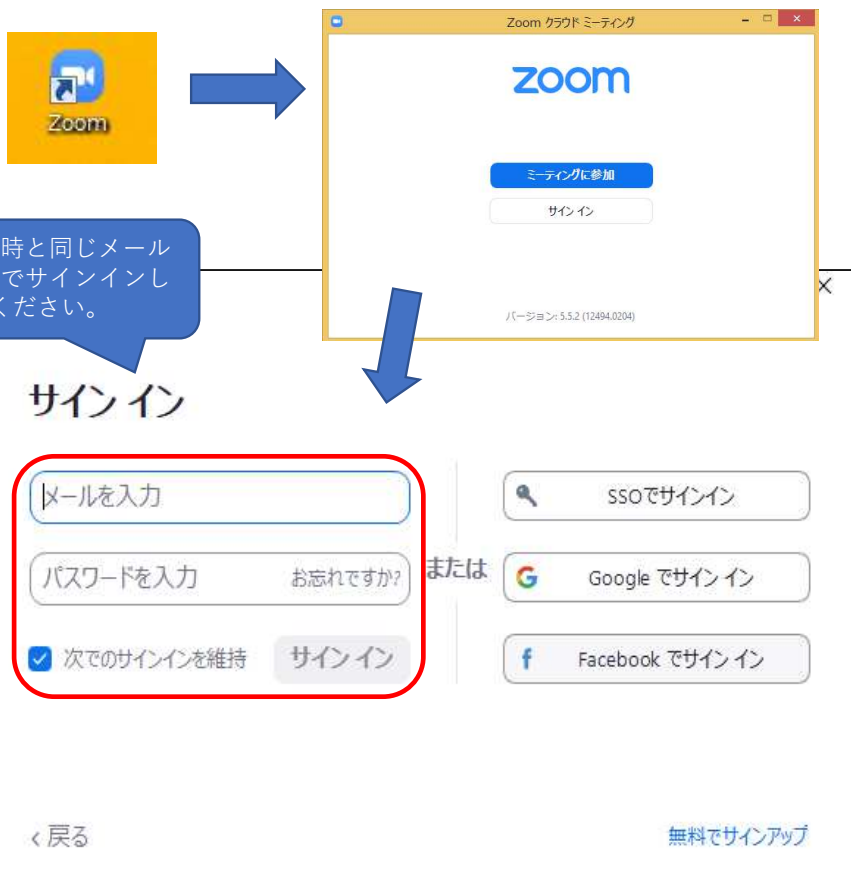 Zoom
Zoom クラウド ミーティング
zoom
ミーティングに参加
サイン イン
バージョン: 5.5.2 (12494.0204)
時と同じメール
でサインインし
ください。
サイン イン
メールを入力
パスワードを入力 お忘れですか?
次でのサインインを維持 サイン イン
または
SSOでサインイン
Google でサイン イン
Facebook でサイン イン
‹ 戻る
無料でサインアップ